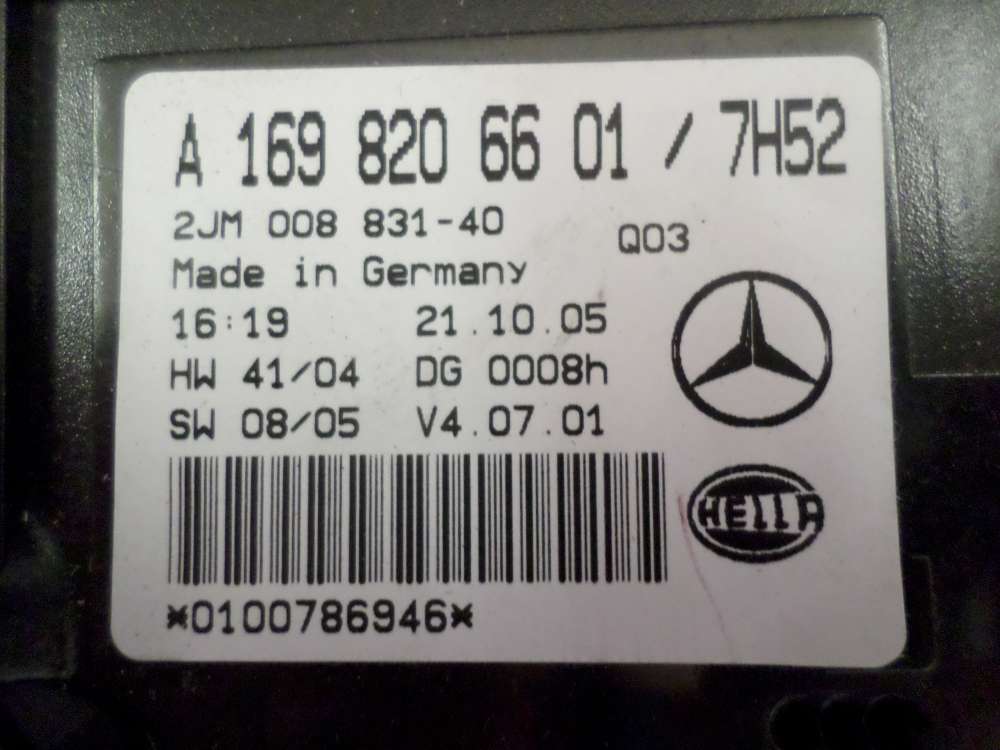 A 169 820 66 01 / 7H52
2JM 008 831-40
Q03
Made in Germany
16:19 21.10.05
HW 41/04 DG 0008h
SW 08/05 V4.07.01
HELLA
*0100786946*